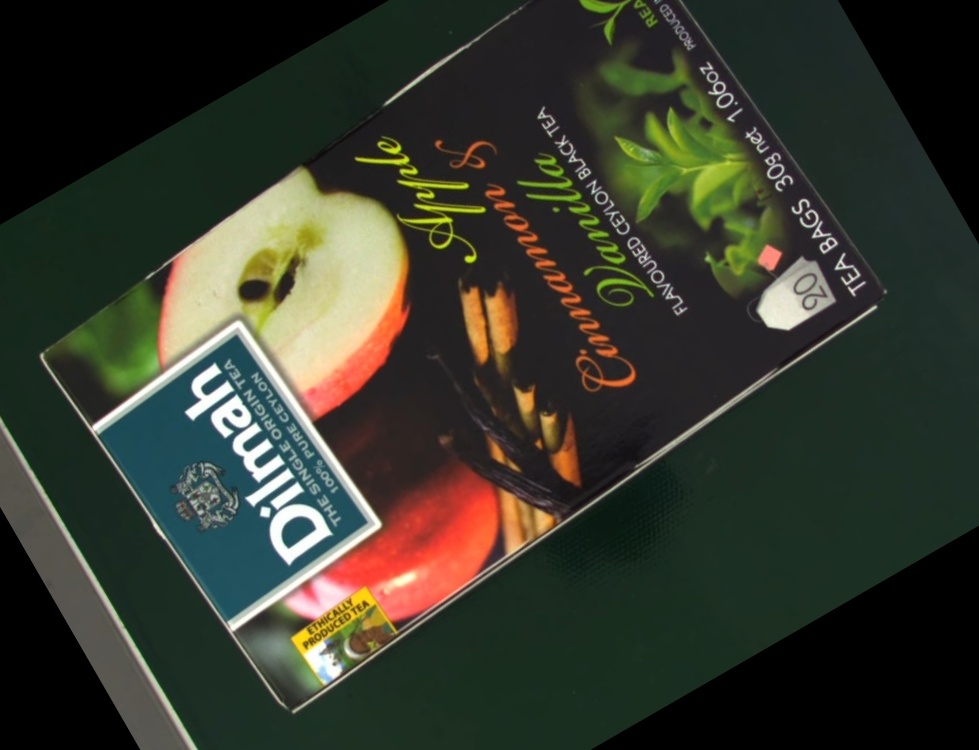 Dilmah
THE SINGLE ORIGIN TEA
100% PURE CEYLON
ETHICALLY
PRODUCED TEA
Apple
Cinnamon &
Vanilla
FLAVOURED CEYLON BLACK TEA
20
TEA BAGS 30g net 1.06oz
PRODUCED